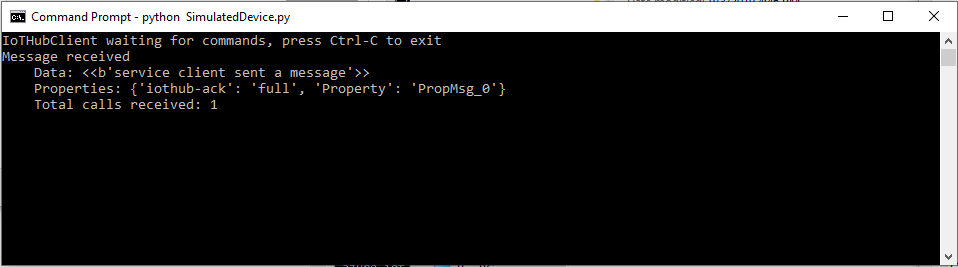 Command Prompt - python SimulatedDevice.py
IoTHubClient waiting for commands, press Ctrl-C to exit
Message received
    Data: <<b'service client sent a message'>>
    Properties: {'iothub-ack': 'full', 'Property': 'PropMsg_0'}
    Total calls received: 1